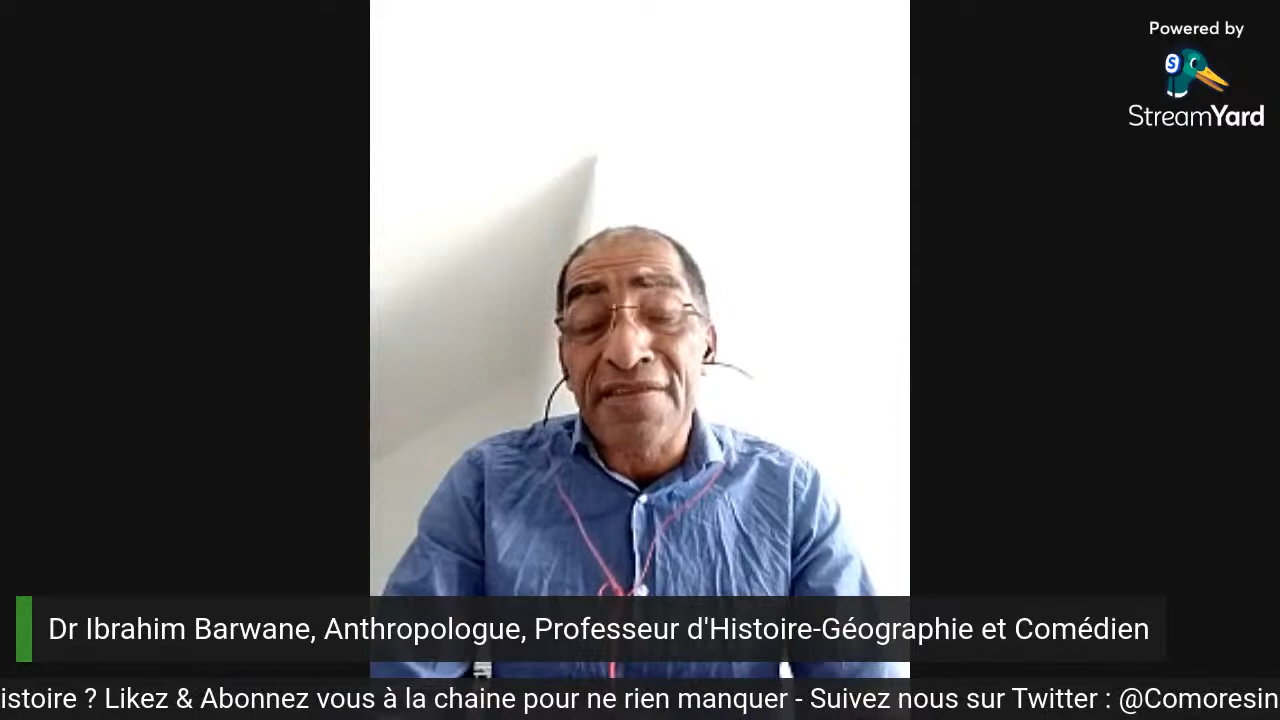 Powered by
S
StreamYard
Dr Ibrahim Barwane, Anthropologue, Professeur d'Histoire-Géographie et Comédien
istoire ? Likez & Abonnez vous à la chaine pour ne rien manquer - Suivez nous sur Twitter : @Comoresin